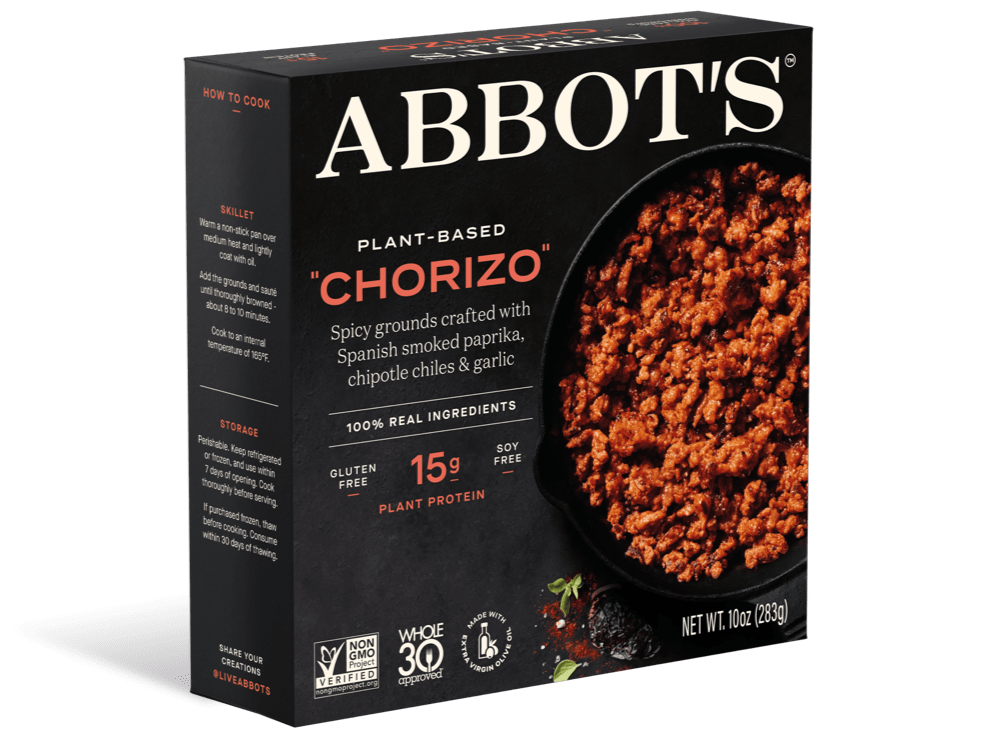 "CHORIZO"
ABBOT'S
HOW TO COOK
SKILLET
Warm a non-stick pan over
medium heat and lightly
coat with oil.
Add the grounds and sauté
until thoroughly browned -
about 8 to 10 minutes.
Cook to an internal
temperature of 165°F.
STORAGE
Perishable. Keep refrigerated
or frozen, and use within
7 days of opening. Cook
thoroughly before serving.
If purchased frozen, thaw
before cooking. Consume
within 30 days of thawing.
SHARE YOUR
CREATIONS
@LIVEABBOTS
ABBOT'S™
PLANT-BASED
"CHORIZO"
Spicy grounds crafted with
Spanish smoked paprika,
chipotle chiles & garlic
100% REAL INGREDIENTS
GLUTEN
FREE
15g
PLANT PROTEIN
SOY
FREE
NON
GMO
Project
VERIFIED
nongmoproject.org
WHOLE
30
approved
MADE WITH
EXTRA VIRGIN OLIVE OIL
NET WT. 10oz (283g)